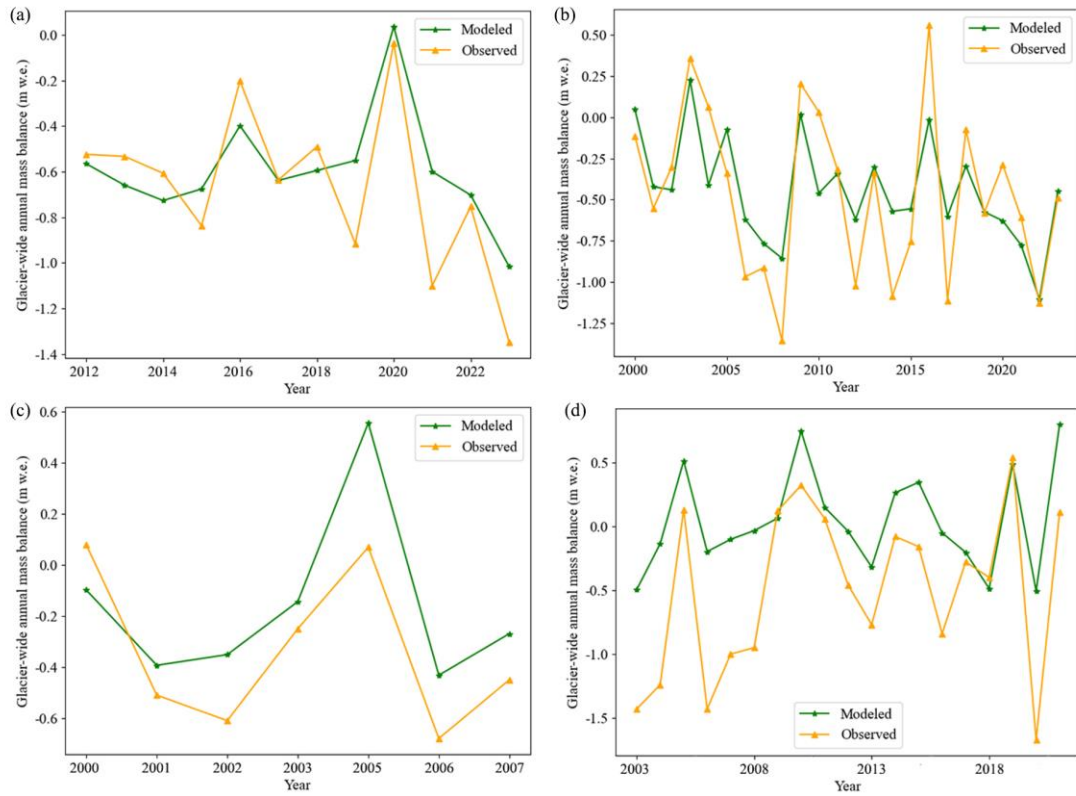 (a)
Glacier-wide annual mass balance (m w.e.)
0.0
-0.2
-0.4
-0.6
-0.8
-1.0
-1.2
-1.4
Modeled
Observed
2012 2014 2016 2018 2020 2022
Year
(b)
Glacier-wide annual mass balance (m w.e.)
0.50
0.25
0.00
-0.25
-0.50
-0.75
-1.00
-1.25
Modeled
Observed
2000 2005 2010 2015 2020
Year
(c)
Glacier-wide annual mass balance (m w.e.)
0.6
0.4
0.2
0.0
-0.2
-0.4
-0.6
Modeled
Observed
2000 2001 2002 2003 2005 2006 2007
Year
(d)
Glacier-wide annual mass balance (m w.e.)
0.5
0.0
-0.5
-1.0
-1.5
Modeled
Observed
2003 2008 2013 2018
Year